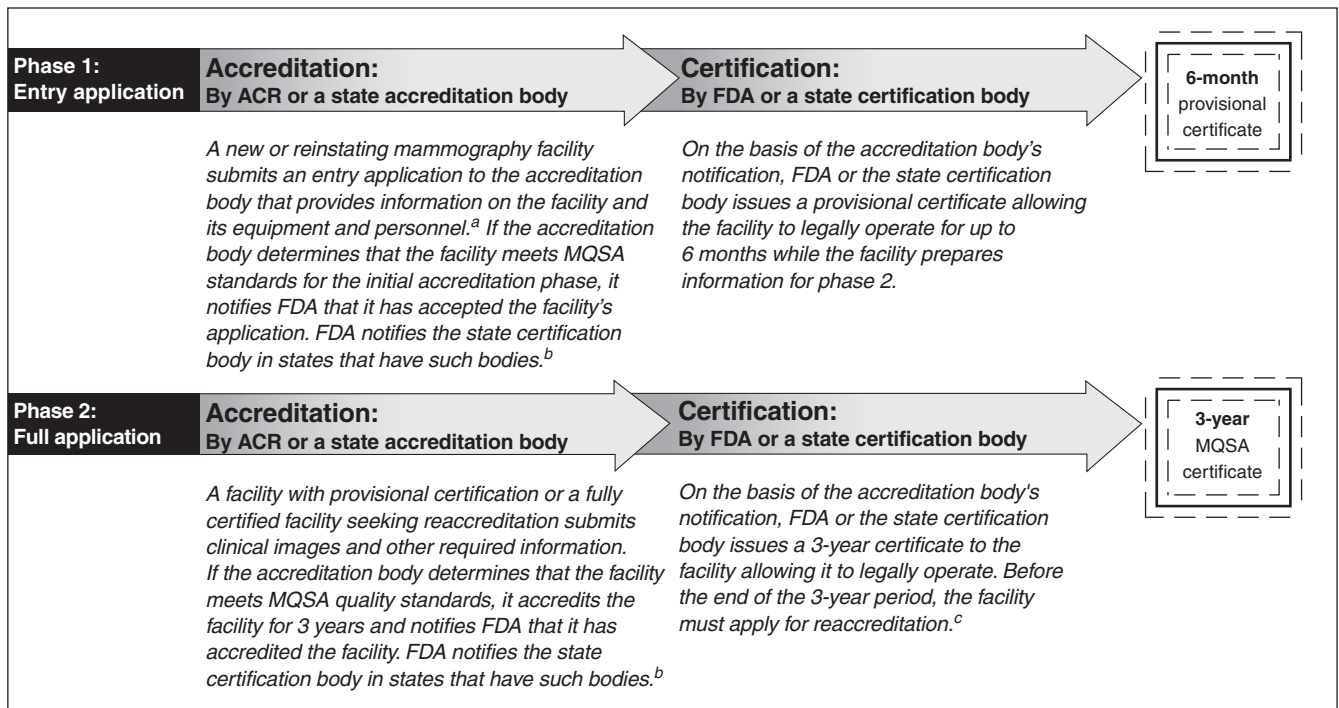 Phase 1:
Entry application
Accreditation:
By ACR or a state accreditation body
Certification:
By FDA or a state certification body
6-month
provisional
certificate
A new or reinstating mammography facility
submits an entry application to the accreditation
body that provides information on the facility and
its equipment and personnel.a If the accreditation
body determines that the facility meets MQSA
standards for the initial accreditation phase, it
notifies FDA that it has accepted the facility’s
application. FDA notifies the state certification
body in states that have such bodies.b
On the basis of the accreditation body’s
notification, FDA or the state certification
body issues a provisional certificate allowing
the facility to legally operate for up to
6 months while the facility prepares
information for phase 2.
Phase 2:
Full application
Accreditation:
By ACR or a state accreditation body
Certification:
By FDA or a state certification body
3-year
MQSA
certificate
A facility with provisional certification or a fully
certified facility seeking reaccreditation submits
clinical images and other required information.
If the accreditation body determines that the facility
meets MQSA quality standards, it accredits the
facility for 3 years and notifies FDA that it has
accredited the facility. FDA notifies the state
certification body in states that have such bodies.b
On the basis of the accreditation body's
notification, FDA or the state certification
body issues a 3-year certificate to the
facility allowing it to legally operate. Before
the end of the 3-year period, the facility
must apply for reaccreditation.c